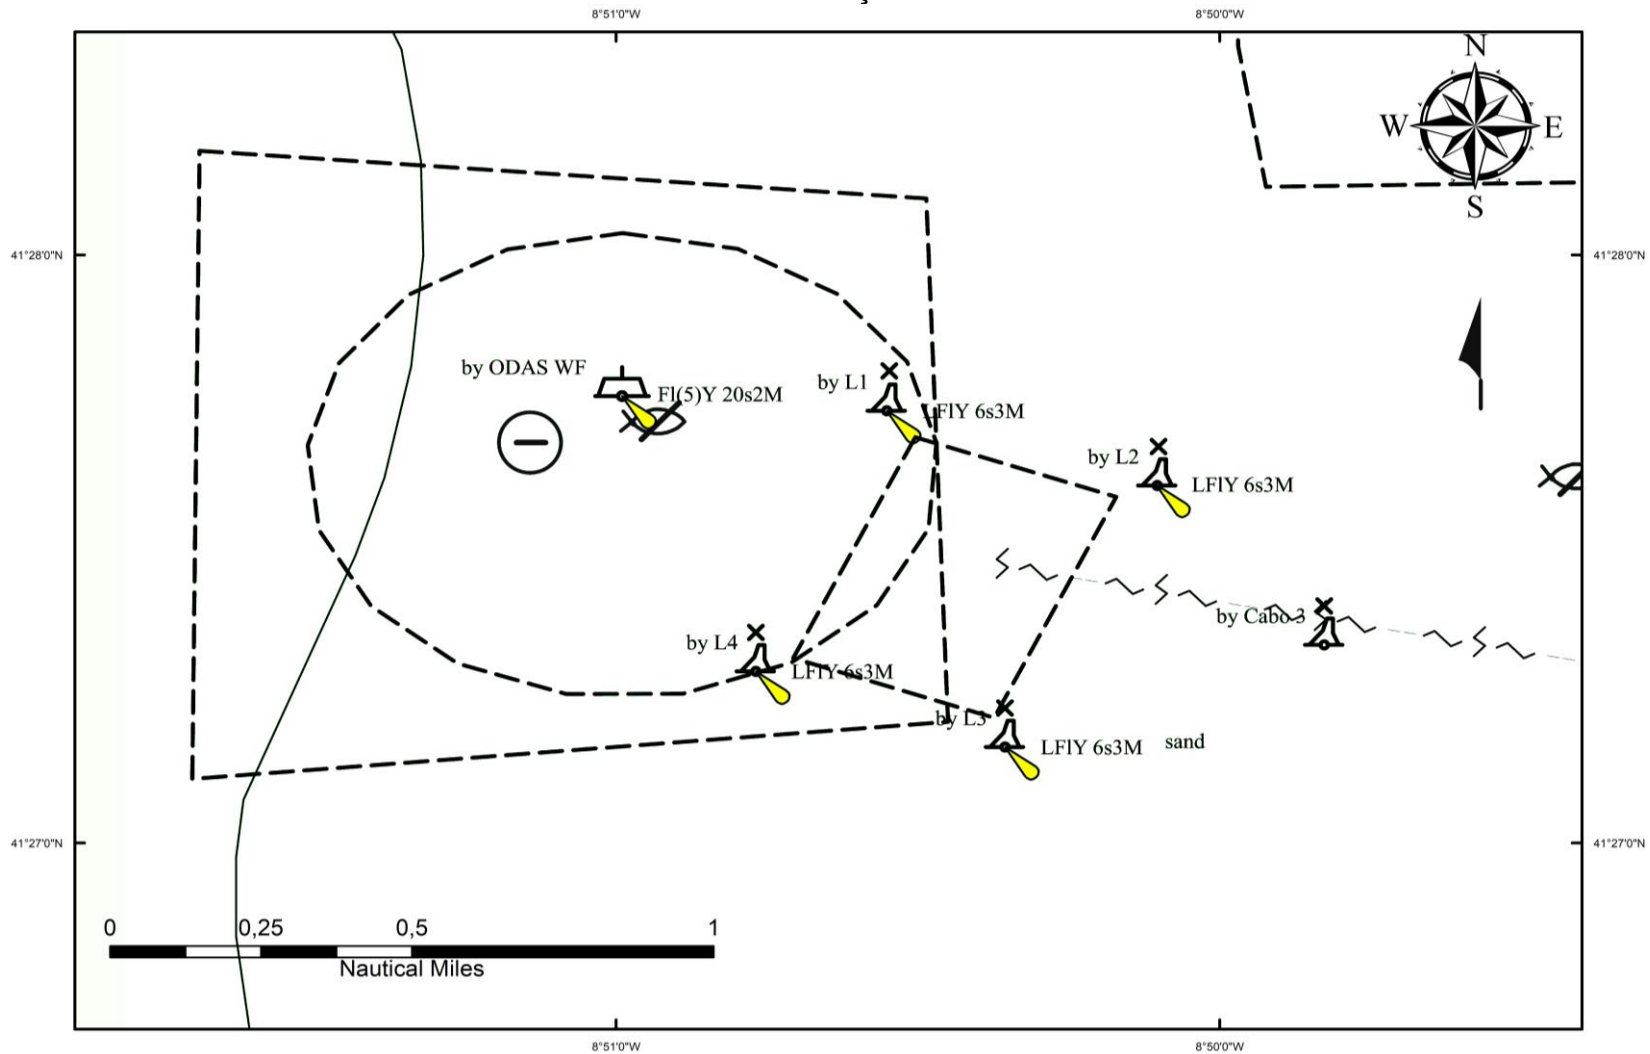 8°51'0"W
8°50'0"W
N
W
E
S
41°28'0"N
41°28'0"N
by ODAS WF
Fl(5)Y 20s2M
by L1
LFlY 6s3M
by L2
LFlY 6s3M
by Cabo 3
by L4
LFlY 6s3M
by L3
LFlY 6s3M
sand
41°27'0"N
41°27'0"N
0
0,25
0,5
1
Nautical Miles
8°51'0"W
8°50'0"W